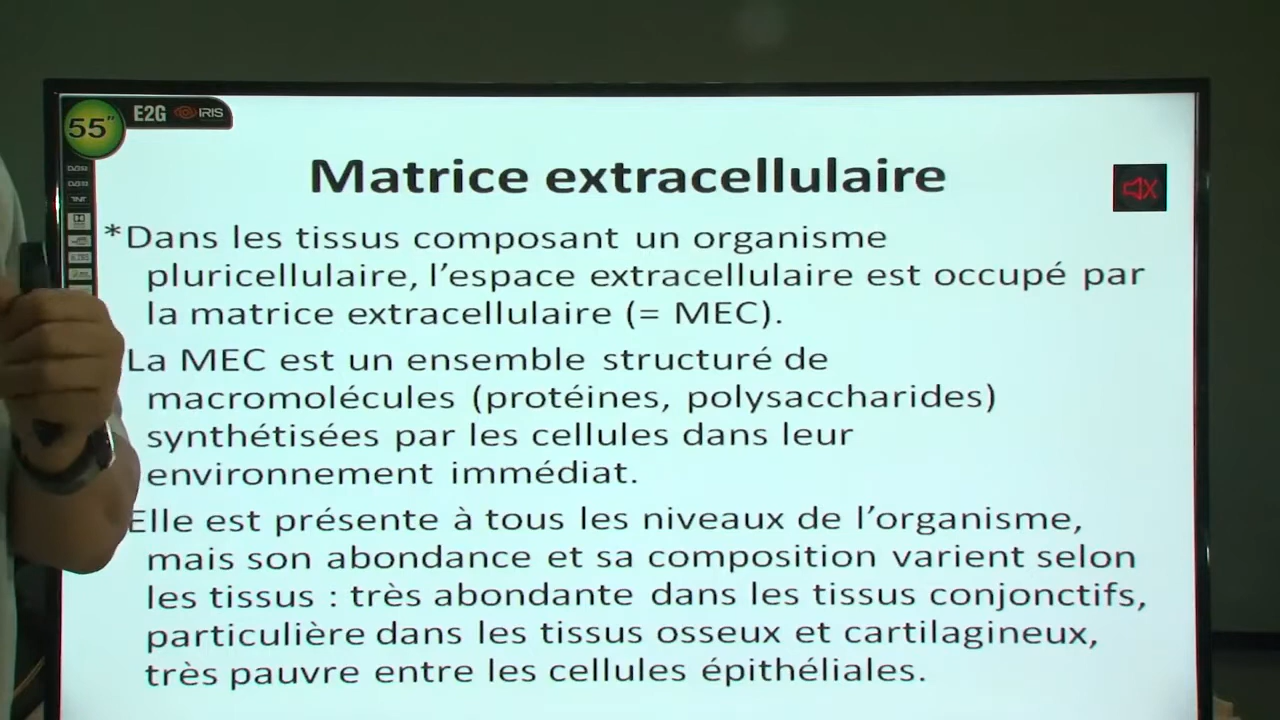 55"
E2G IRIS
Matrice extracellulaire
TNT
*Dans les tissus composant un organisme
pluricellulaire, l'espace extracellulaire est occupé par
la matrice extracellulaire (= MEC).
La MEC est un ensemble structuré de
macromolécules (protéines, polysaccharides)
synthétisées par les cellules dans leur
environnement immédiat.
Elle est présente à tous les niveaux de l'organisme,
mais son abondance et sa composition varient selon
les tissus : très abondante dans les tissus conjonctifs,
particulière dans les tissus osseux et cartilagineux,
très pauvre entre les cellules épithéliales.